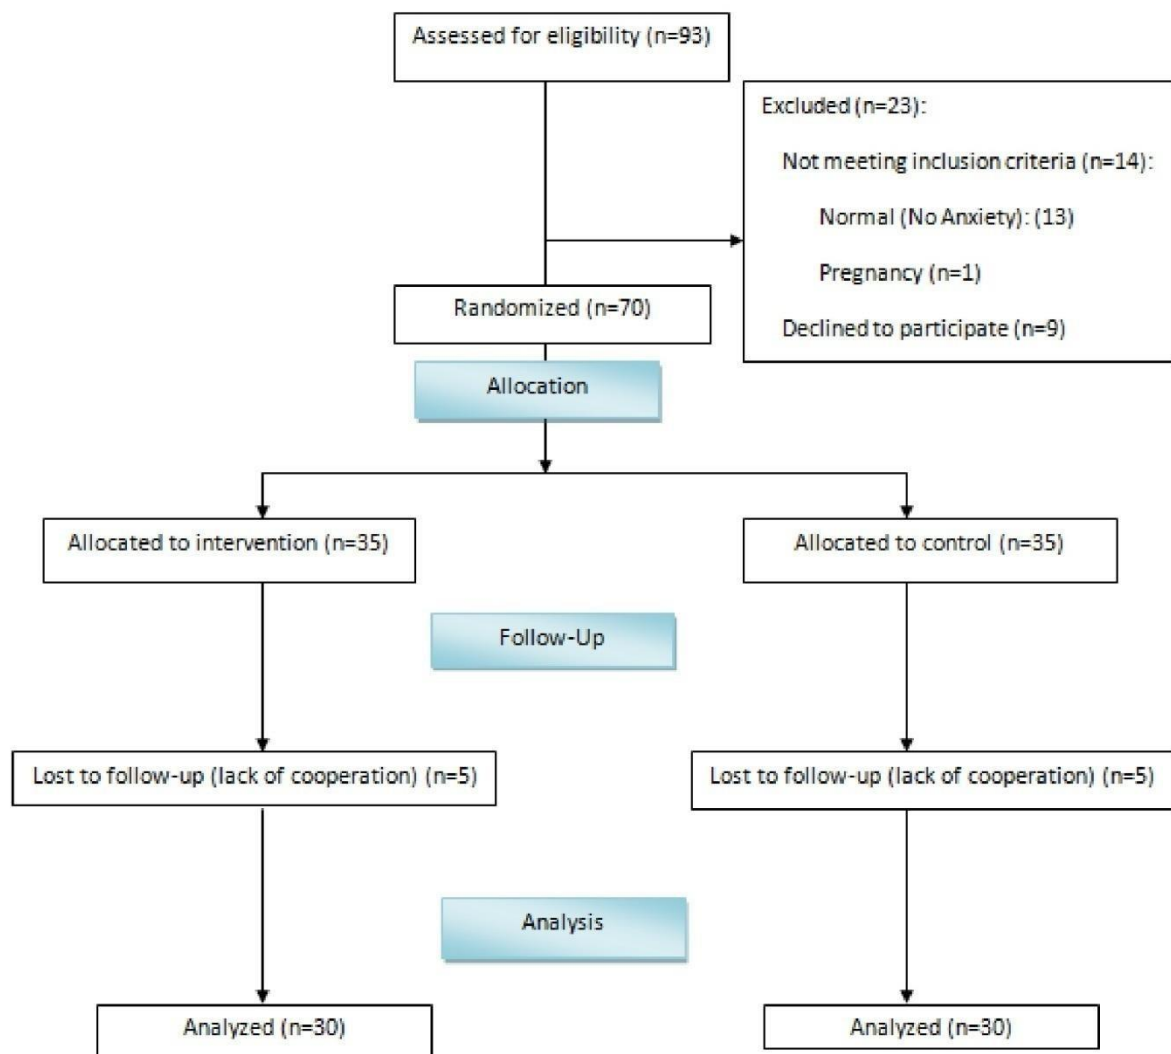 Assessed for eligibility (n=93)
Excluded (n=23):
Not meeting inclusion criteria (n=14):
Normal (No Anxiety): (13)
Pregnancy (n=1)
Declined to participate (n=9)
Randomized (n=70)
Allocation
Allocated to intervention (n=35)
Allocated to control (n=35)
Follow-Up
Lost to follow-up (lack of cooperation) (n=5)
Lost to follow-up (lack of cooperation) (n=5)
Analysis
Analyzed (n=30)
Analyzed (n=30)